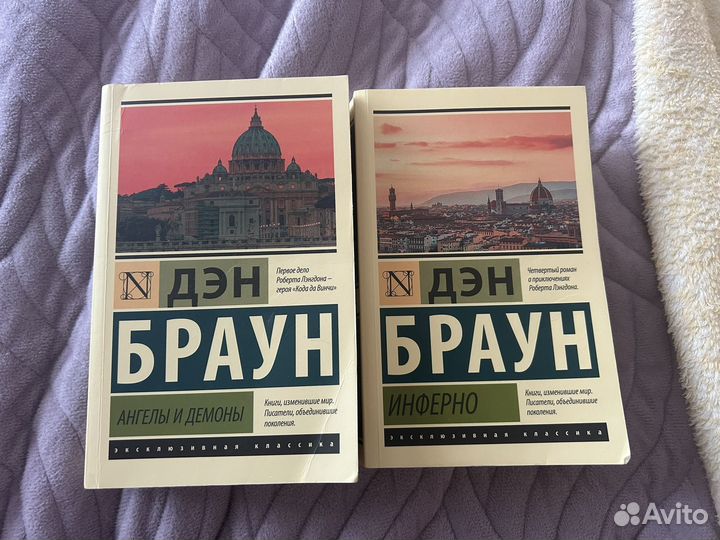 N
ДЭН
Первое дело
Роберта Лэнгдона –
героя «Кода да Винчи»
БРАУН
АНГЕЛЫ И ДЕМОНЫ
Книги, изменившие мир.
Писатели, объединившие
поколения.
ЭКСКЛЮЗИВНАЯ КЛАССИКА
N
ДЭН
Четвертый роман
о приключениях
Роберта Лэнгдона.
БРАУН
ИНФЕРНО
Книги, изменившие мир.
Писатели, объединившие
поколения.
ЭКСКЛЮЗИВНАЯ КЛАССИКА
Avito